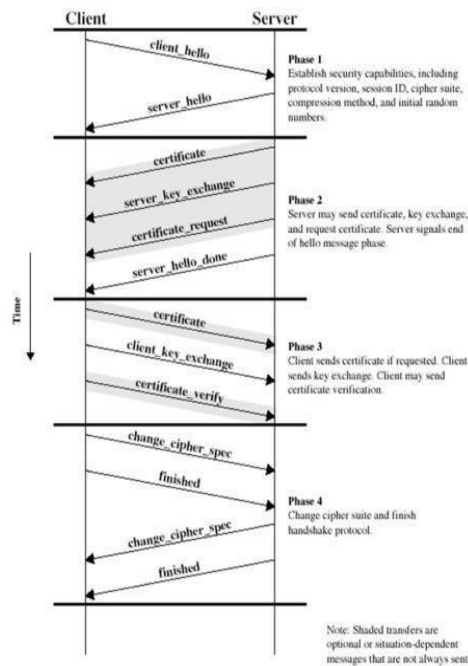 Client
Server
client_hello
server_hello
Phase 1
Establish security capabilities, including
protocol version, session ID, cipher suite,
compression method, and initial random
numbers.
certificate
server_key_exchange
certificate_request
server_hello_done
Phase 2
Server may send certificate, key exchange,
and request certificate. Server signals end
of hello message phase.
Time
certificate
client_key_exchange
certificate_verify
Phase 3
Client sends certificate if requested. Client
sends key exchange. Client may send
certificate verification.
change_cipher_spec
finished
change_cipher_spec
finished
Phase 4
Change cipher suite and finish
handshake protocol.
Note: Shaded transfers are
optional or situation-dependent
messages that are not always sent